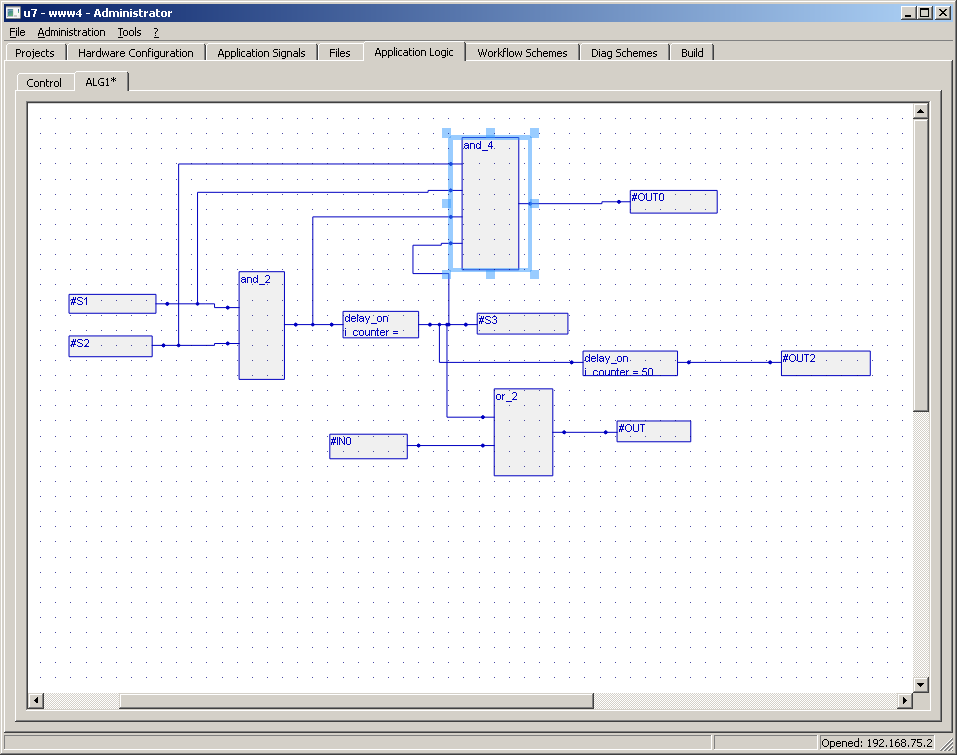 u7 - www4 - Administrator
File Administration Tools ?
Projects Hardware Configuration Application Signals Files Application Logic Workflow Schemes Diag Schemes Build
Control ALG1*
and_4
#OUT0
and_2
#S1
#S2
delay_on
i_counter =
#S3
delay_on
i_counter = 50
#OUT2
or_2
#IN0
#OUT
Opened: 192.168.75.2